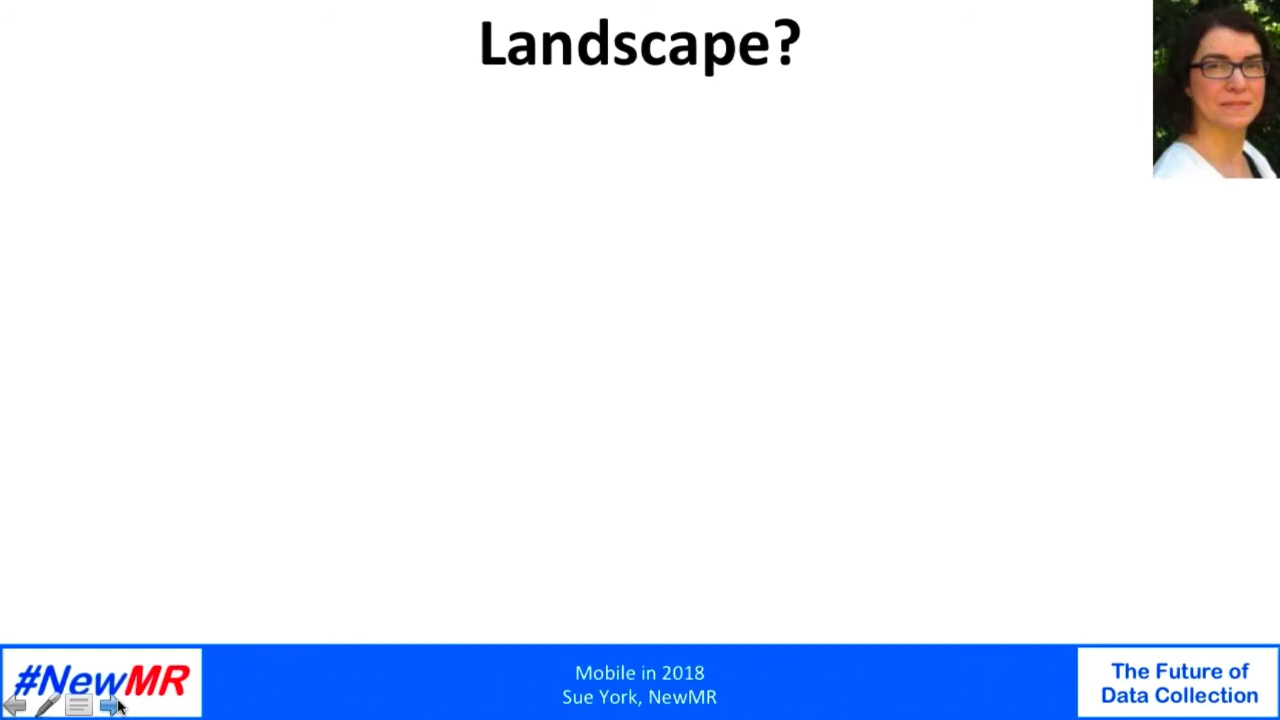 Landscape?
#NewMR
Mobile in 2018
Sue York, NewMR
The Future of
Data Collection